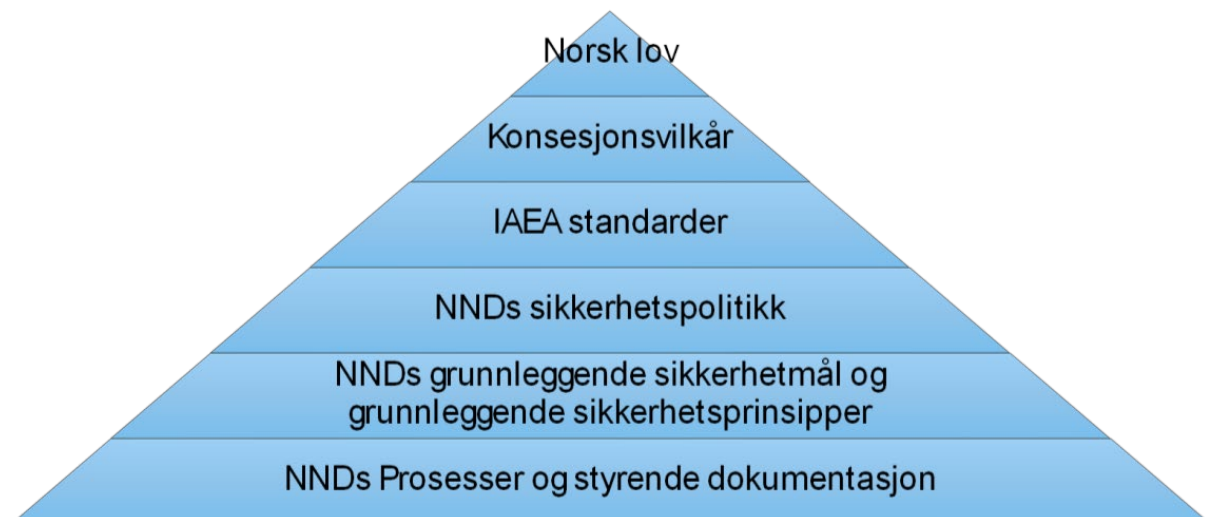 Norsk lov
Konsesjonsvilkår
IAEA standarder
NNDs sikkerhetspolitikk
NNDs grunnleggende sikkerhetmål og
grunnleggende sikkerhetsprinsipper
NNDs Prosesser og styrende dokumentasjon